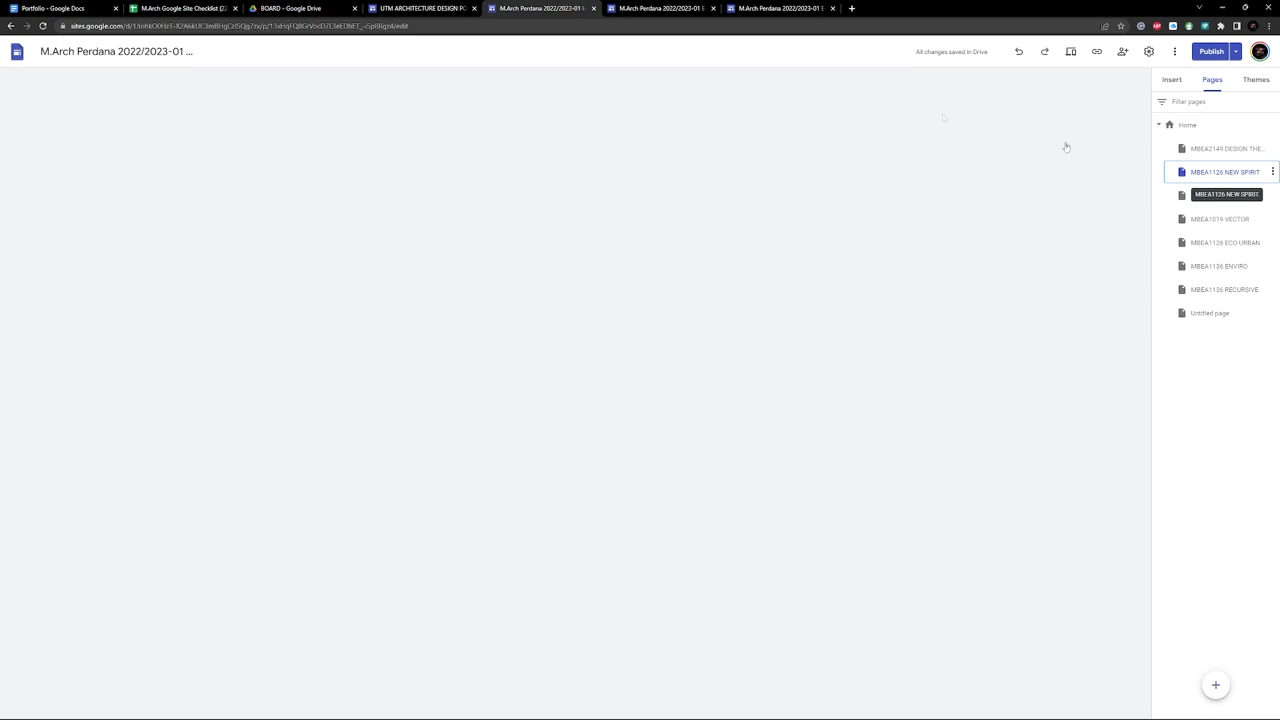 Portfolio - Google Docs
M.Arch Google Site Checklist (2
BOARD - Google Drive
UTM ARCHITECTURE DESIGN P
M.Arch Perdana 2022/2023-01
M.Arch Perdana 2022/2023-01 E
M.Arch Perdana 2022/2023-01 E
M.Arch Perdana 2022/2023-01 ...
All changes saved in Drive
Publish
Insert
Pages
Themes
Filter pages
Home
MBEA2149 DESIGN THE...
MBEA1126 NEW SPIRIT
MBEA1126 NEW SPIRIT
MBEA1019 VECTOR
MBEA1126 ECO-URBAN
MBEA1136 ENVIRO
MBEA1136 RECURSIVE
Untitled page